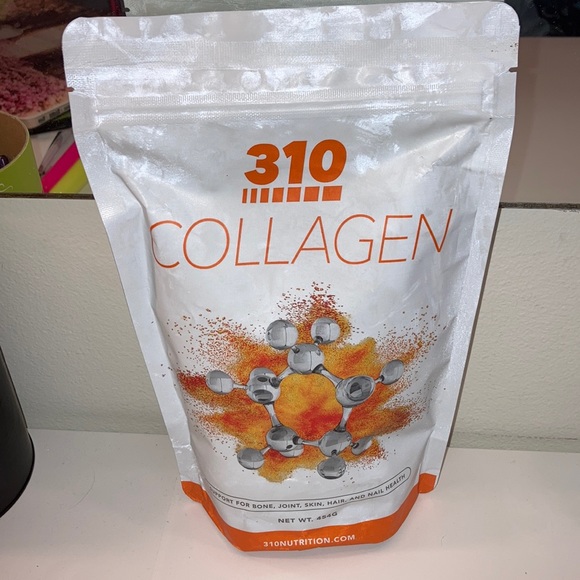 310
COLLAGEN
SUPPORT FOR BONE, JOINT, SKIN, HAIR, AND NAIL HEALTH
NET WT. 454G
310NUTRITION.COM